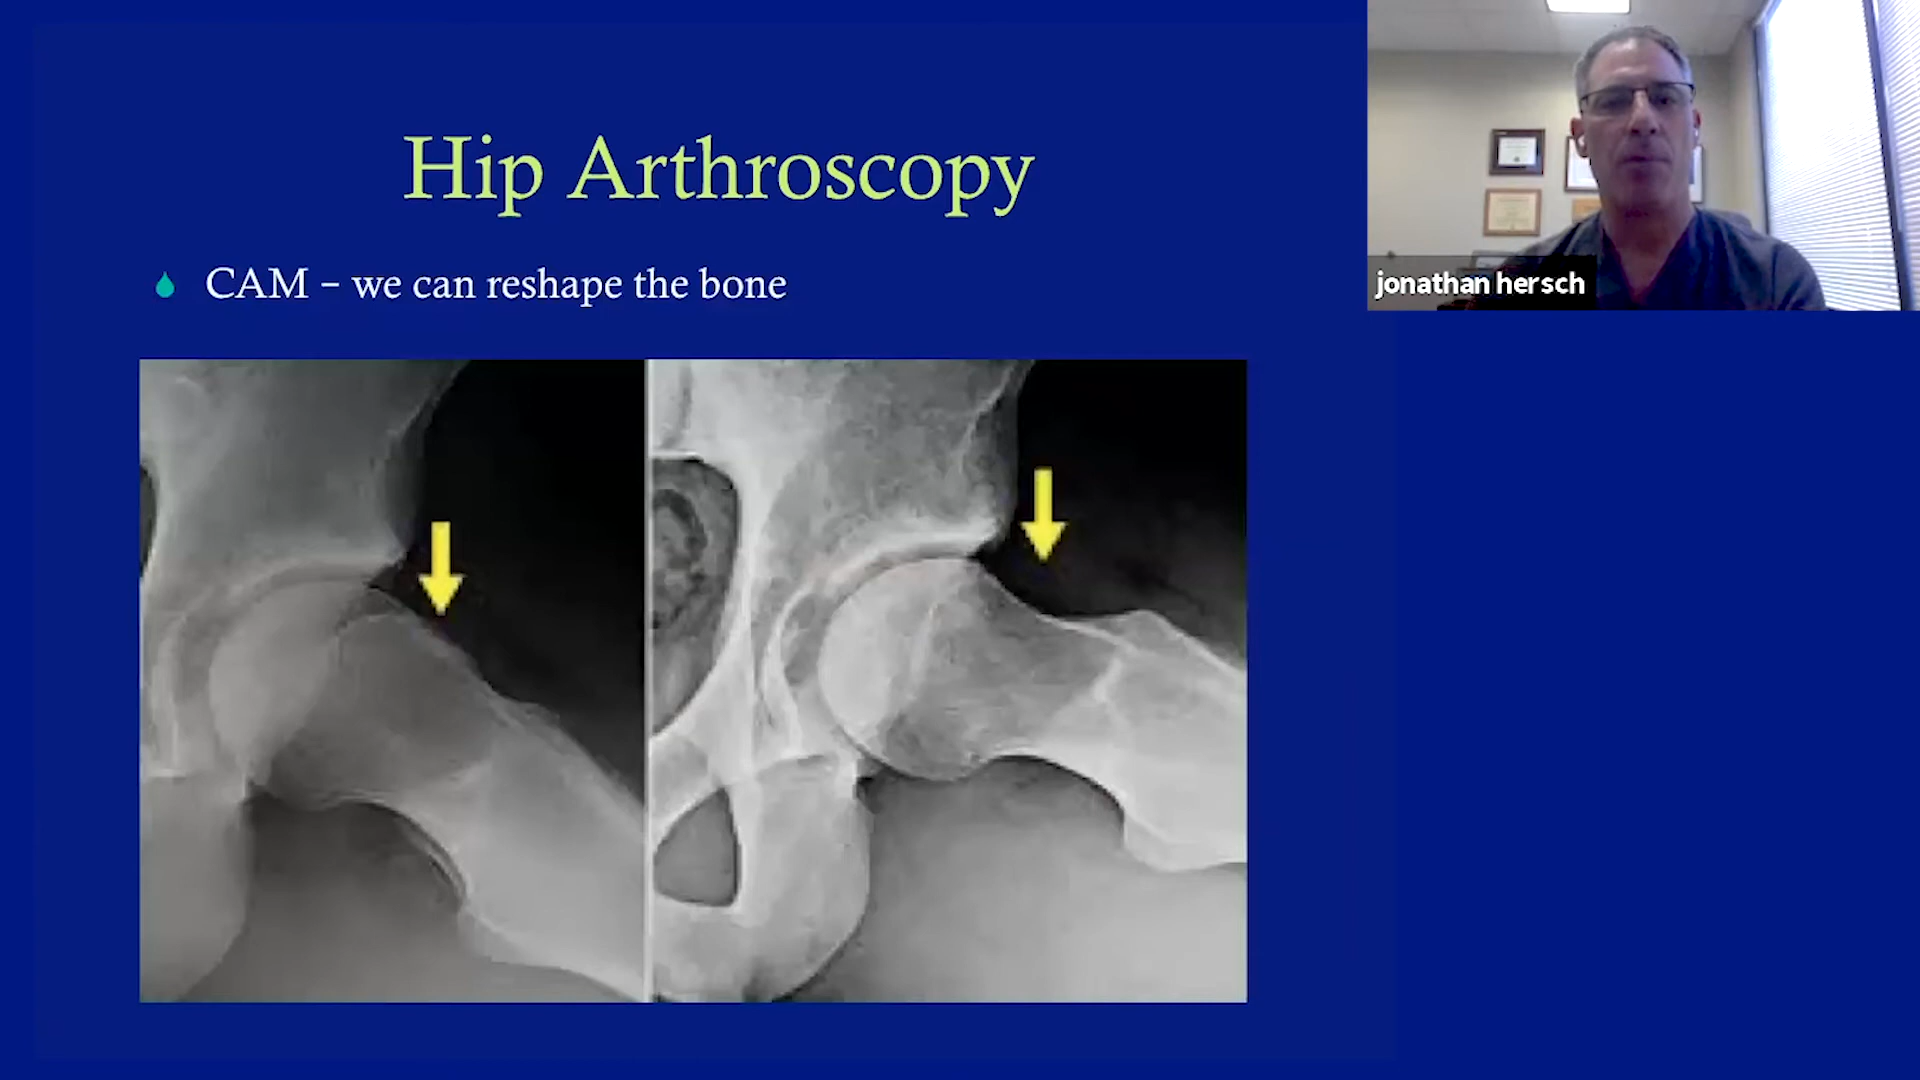 Hip Arthroscopy
CAM – we can reshape the bone
jonathan hersch